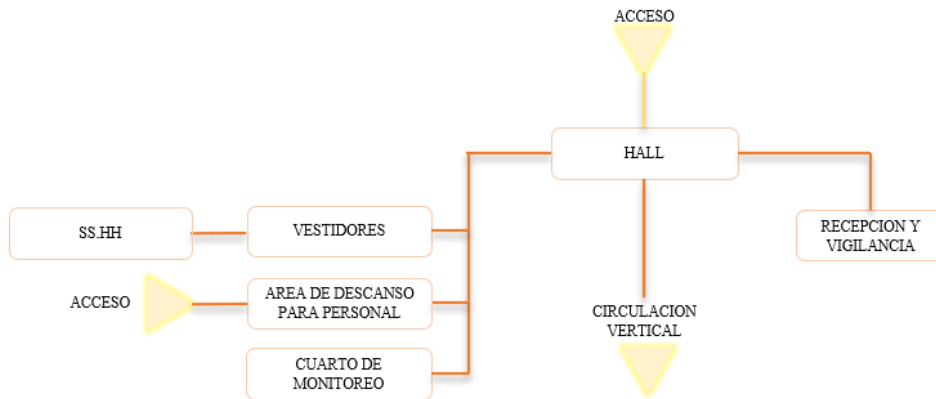 ACCESO
HALL
SS.HH
VESTIDORES
RECEPCION Y
VIGILANCIA
ACCESO
AREA DE DESCANSO
PARA PERSONAL
CIRCULACION
VERTICAL
CUARTO DE
MONITOREO